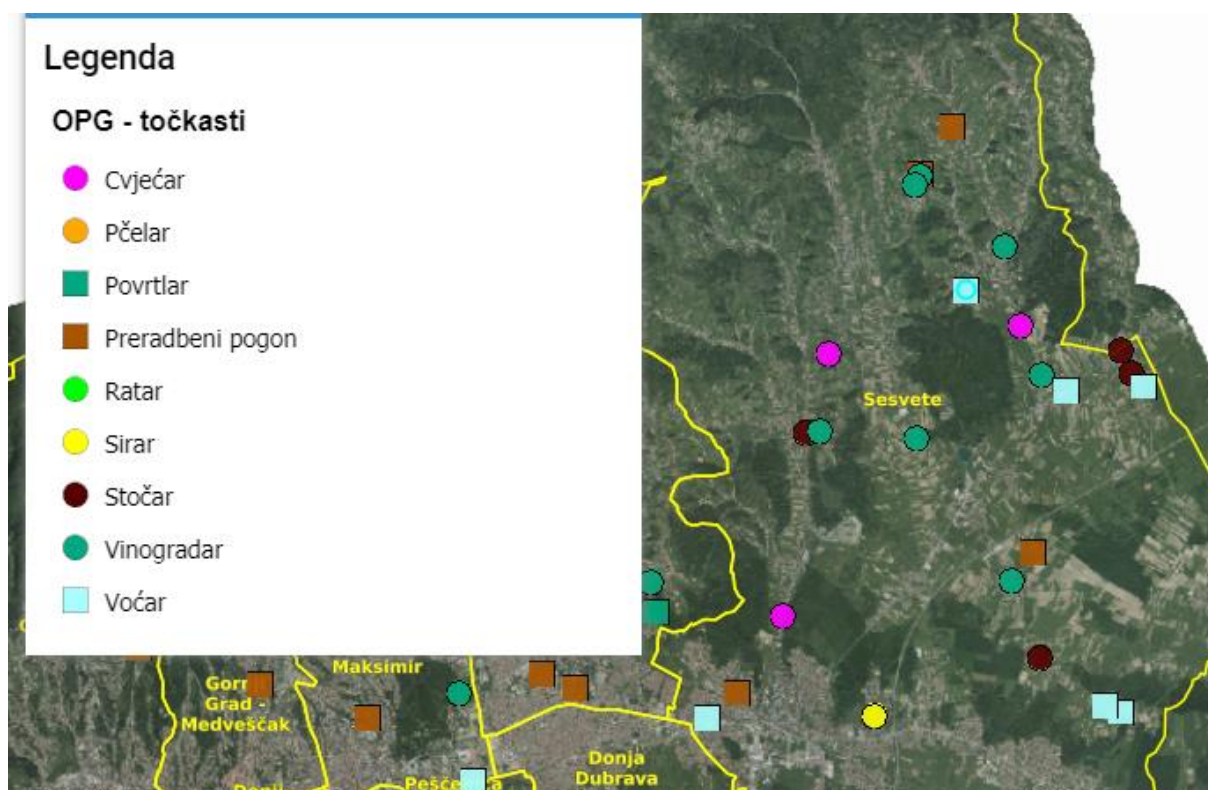 Legenda
OPG - točkasti
Cvjećar
Pčelar
Povrtlar
Preradbeni pogon
Ratar
Sirar
Stočar
Vinogradar
Voćar
Sesvete
Maksimir
Grad -
Medveščak
Donja
Dubrava